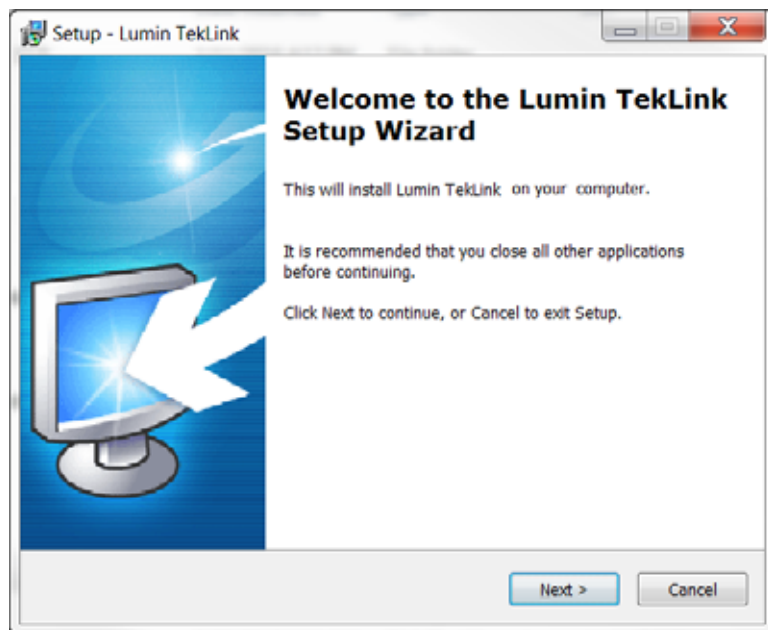 Setup - Lumin TekLink
Welcome to the Lumin TekLink
Setup Wizard
This will install Lumin TekLink on your computer.
It is recommended that you close all other applications
before continuing.
Click Next to continue, or Cancel to exit Setup.
Next >
Cancel